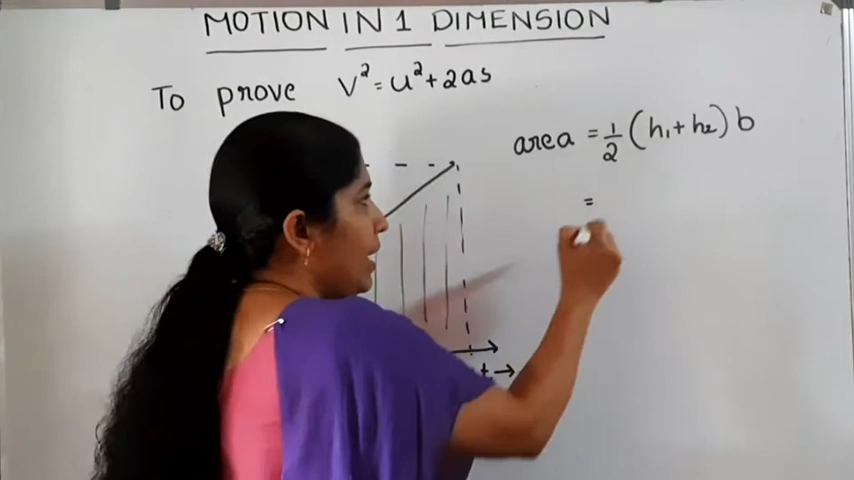 MOTION IN 1 DIMENSION
To prove v² = u² + 2as
area = 1/2 (h₁ + h₂) b
=
t →